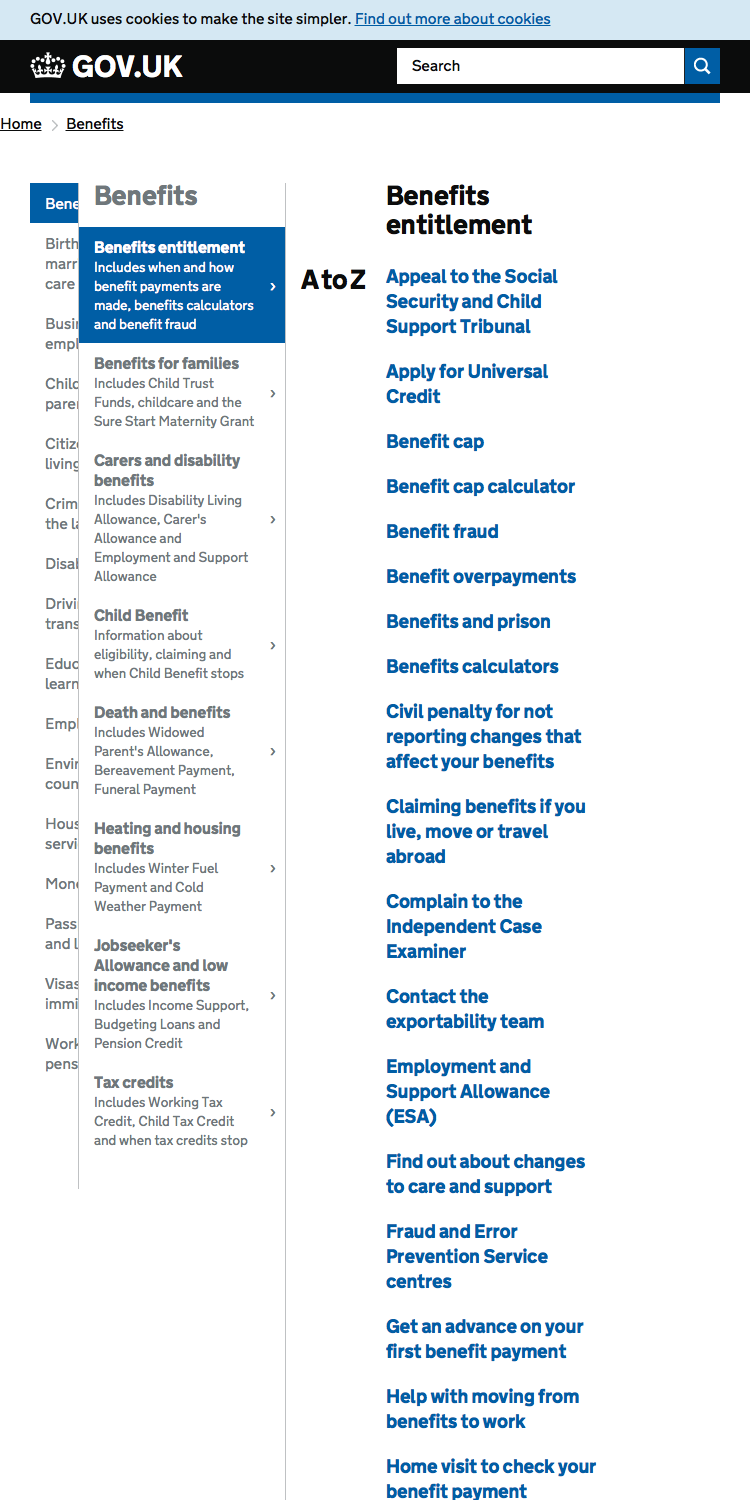 GOV.UK uses cookies to make the site simpler. Find out more about cookies
GOV.UK
Search
Home
Benefits
Bene
Birth
marr
care
Busi
empl
Child
pare
Citiz
living
Crim
the l
Disa
Drivi
trans
Educ
learn
Empl
Envi
coun
Hous
servi
Mon
Pass
and l
Visas
immi
Work
pens
Benefits
Benefits entitlement
Includes when and how
benefit payments are
made, benefits calculators
and benefit fraud
›
Benefits for families
Includes Child Trust
Funds, childcare and the
Sure Start Maternity Grant
›
Carers and disability
benefits
Includes Disability Living
Allowance, Carer's
Allowance and
Employment and Support
Allowance
›
Child Benefit
Information about
eligibility, claiming and
when Child Benefit stops
›
Death and benefits
Includes Widowed
Parent's Allowance,
Bereavement Payment,
Funeral Payment
›
Heating and housing
benefits
Includes Winter Fuel
Payment and Cold
Weather Payment
›
Jobseeker's
Allowance and low
income benefits
Includes Income Support,
Budgeting Loans and
Pension Credit
›
Tax credits
Includes Working Tax
Credit, Child Tax Credit
and when tax credits stop
›
Benefits
entitlement
A to Z
Appeal to the Social
Security and Child
Support Tribunal
Apply for Universal
Credit
Benefit cap
Benefit cap calculator
Benefit fraud
Benefit overpayments
Benefits and prison
Benefits calculators
Civil penalty for not
reporting changes that
affect your benefits
Claiming benefits if you
live, move or travel
abroad
Complain to the
Independent Case
Examiner
Contact the
exportability team
Employment and
Support Allowance
(ESA)
Find out about changes
to care and support
Fraud and Error
Prevention Service
centres
Get an advance on your
first benefit payment
Help with moving from
benefits to work
Home visit to check your
benefit payment